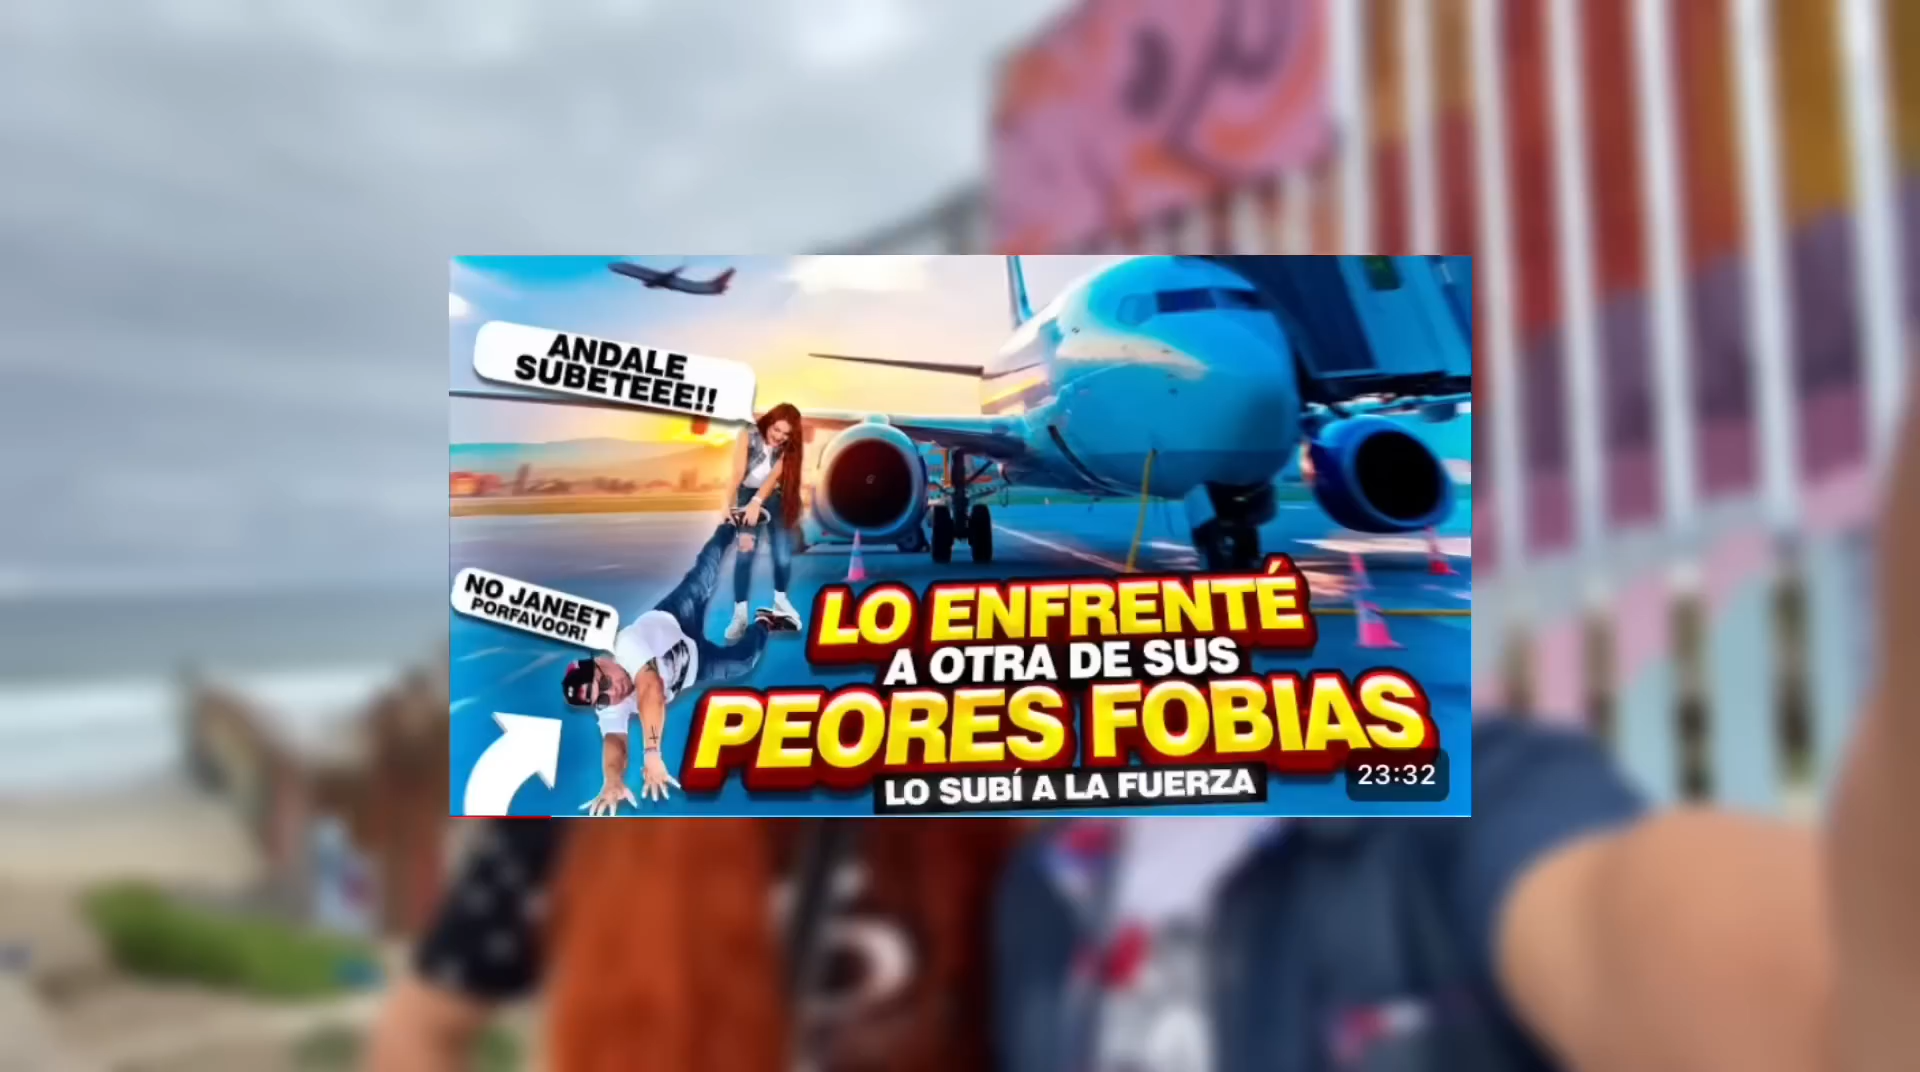 ANDALE
SUBETEEE!!
NO JANEET
PORFAVOOR!
LO ENFRENTÉ
A OTRA DE SUS
PEORES FOBIAS
LO SUBÍ A LA FUERZA
23:32